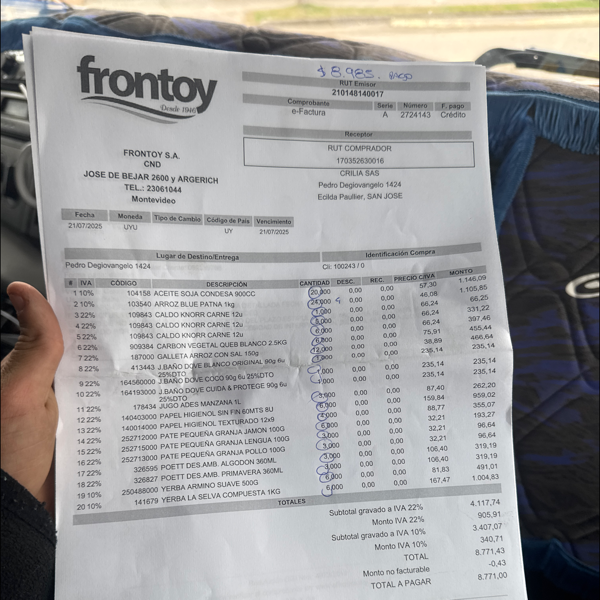 $8.985. PAGO
frontoy
Desde 1946
RUT Emisor
210148140017
Comprobante Serie Número F. pago
e-Factura A 2724143 Crédito
Receptor
RUT COMPRADOR
170352630016
CRILIA SAS
Pedro Degiovangelo 1424
Ecilda Paullier, SAN JOSE
FRONTOY S.A.
CND
JOSE DE BEJAR 2600 y ARGERICH
TEL.: 23061044
Montevideo
Fecha Moneda Tipo de Cambio Código de País Vencimiento
21/07/2025 UYU UY 21/07/2025
Lugar de Destino/Entrega Identificación Compra
Pedro Degiovangelo 1424 Cli: 100243 / 0
# IVA CÓDIGO DESCRIPCIÓN CANTIDAD DESC. REC. PRECIO C/IVA MONTO
1 10% 104158 ACEITE SOJA CONDESA 900CC 20,000 0,00 0,00 57,30 1.146,09
2 10% 103540 ARROZ BLUE PATNA 1kg 24,000 0,00 0,00 46,08 1.105,85
3 22% 109843 CALDO KNORR CARNE 12u 1,000 0,00 0,00 66,24 66,25
4 22% 109843 CALDO KNORR CARNE 12u 0,00 0,00 66,24 331,22
5 22% 109843 CALDO KNORR CARNE 12u 0,00 0,00 66,24 397,46
6 22% 909384 CARBON VEGETAL QUEB BLANCO 2.5KG 0,00 0,00 75,91 455,44
7 22% 187000 GALLETA ARROZ CON SAL 150g 12,000 0,00 0,00 38,89 466,64
8 22% 413443 J.BAÑO DOVE BLANCO ORIGINAL 90g 6u 25%DTO 1,000 0,00 0,00 235,14 235,14
9 22% 164560000 J.BAÑO DOVE COCO 90g 6u 25%DTO 1,000 0,00 0,00 235,14 235,14
10 22% 164193000 J.BAÑO DOVE CUIDA & PROTEGE 90g 6u 25%DTO 1,000 0,00 0,00 235,14 235,14
11 22% 178434 JUGO ADES MANZANA 1L 3,000 0,00 0,00 87,40 262,20
12 22% 140403000 PAPEL HIGIENOL SIN FIN 60MTS 8U 6,000 0,00 0,00 159,84 959,02
13 22% 140014000 PAPEL HIGIENOL TEXTURADO 12x9 4,000 0,00 0,00 88,77 355,07
14 22% 252712000 PATE PEQUEÑA GRANJA JAMON 100G 6,000 0,00 0,00 32,21 193,27
15 22% 252715000 PATE PEQUEÑA GRANJA LENGUA 100G 3,000 0,00 0,00 32,21 96,64
16 22% 252713000 PATE PEQUEÑA GRANJA POLLO 100G 3,000 0,00 0,00 32,21 96,64
17 22% 326595 POETT DES.AMB. ALGODON 360ML 3,000 0,00 0,00 106,40 319,19
18 22% 326827 POETT DES.AMB. PRIMAVERA 360ML 3,000 0,00 0,00 106,40 319,19
19 10% 250488000 YERBA ARMINO SUAVE 500G 6,000 0,00 0,00 81,83 491,01
20 10% 141679 YERBA LA SELVA COMPUESTA 1KG 6,000 0,00 0,00 167,47 1.004,83
TOTALES
Subtotal gravado a IVA 22% 4.117,74
Monto IVA 22% 905,91
Subtotal gravado a IVA 10% 3.407,07
Monto IVA 10% 340,71
TOTAL 8.771,43
Monto no facturable -0,43
TOTAL A PAGAR 8.771,00